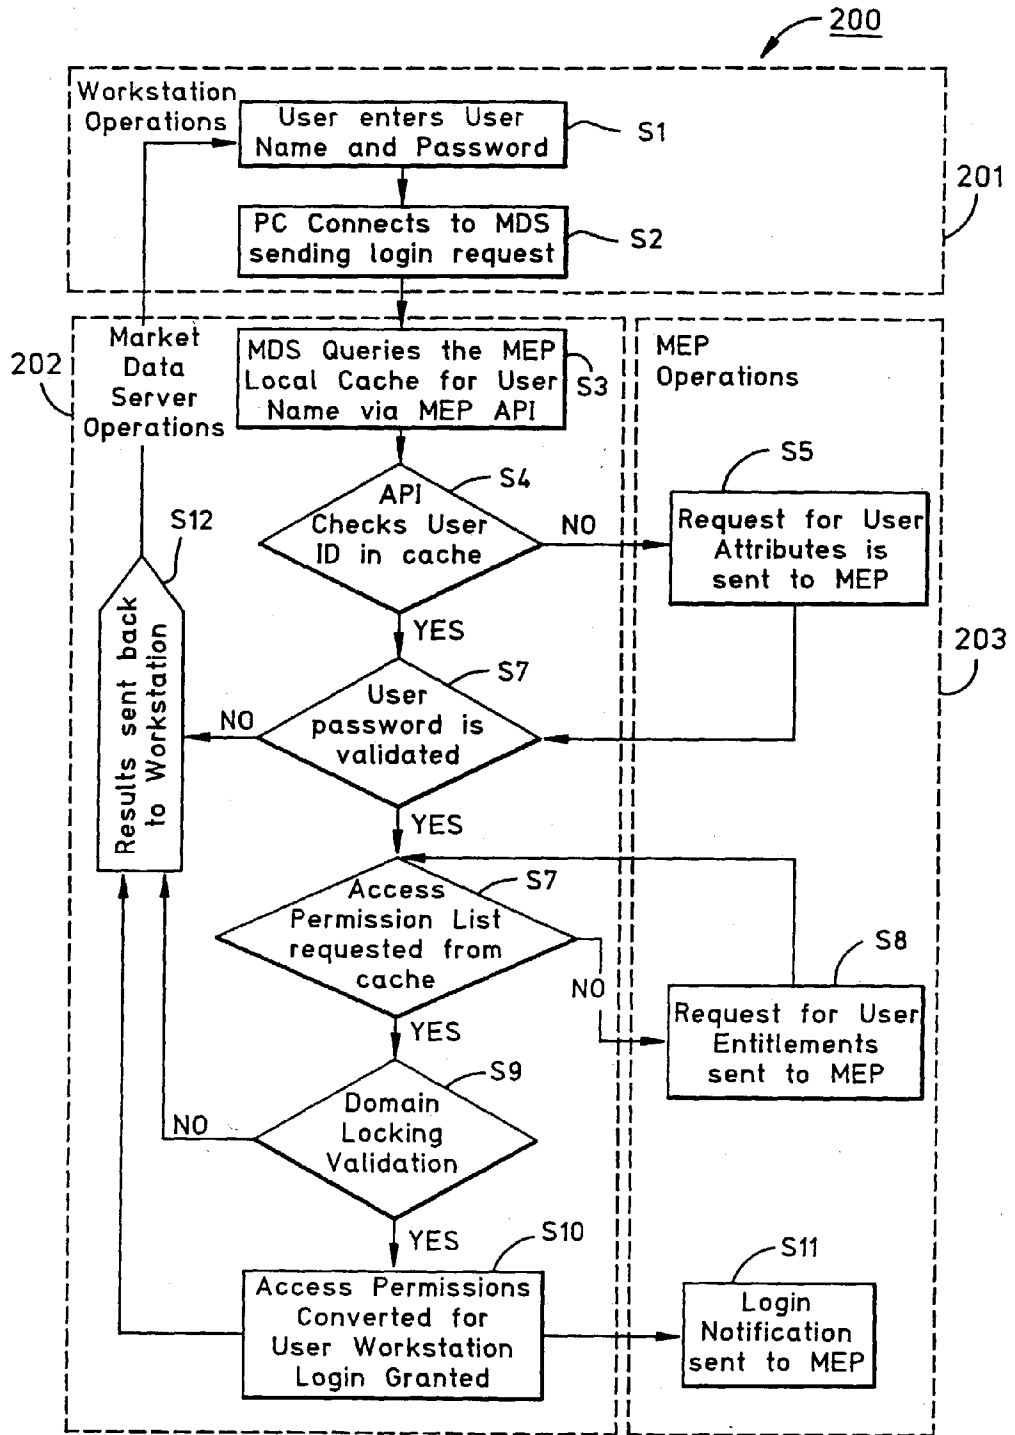 200
Workstation
Operations
User enters User
Name and Password
S1
201
PC Connects to MDS
sending login request
S2
202
Market
Data
Server
Operations
MDS Queries the MEP
Local Cache for User
Name via MEP API
S3
MEP
Operations
API
Checks User
ID in cache
S4
NO
S5
Request for User
Attributes is
sent to MEP
YES
S12
Results sent back
to Workstation
203
User
password is
validated
S7
NO
YES
Access
Permission List
requested from
cache
S7
NO
S8
Request for User
Entitlements
sent to MEP
YES
Domain
Locking
Validation
S9
NO
YES
S10
Access Permissions
Converted for
User Workstation
Login Granted
S11
Login
Notification
sent to MEP